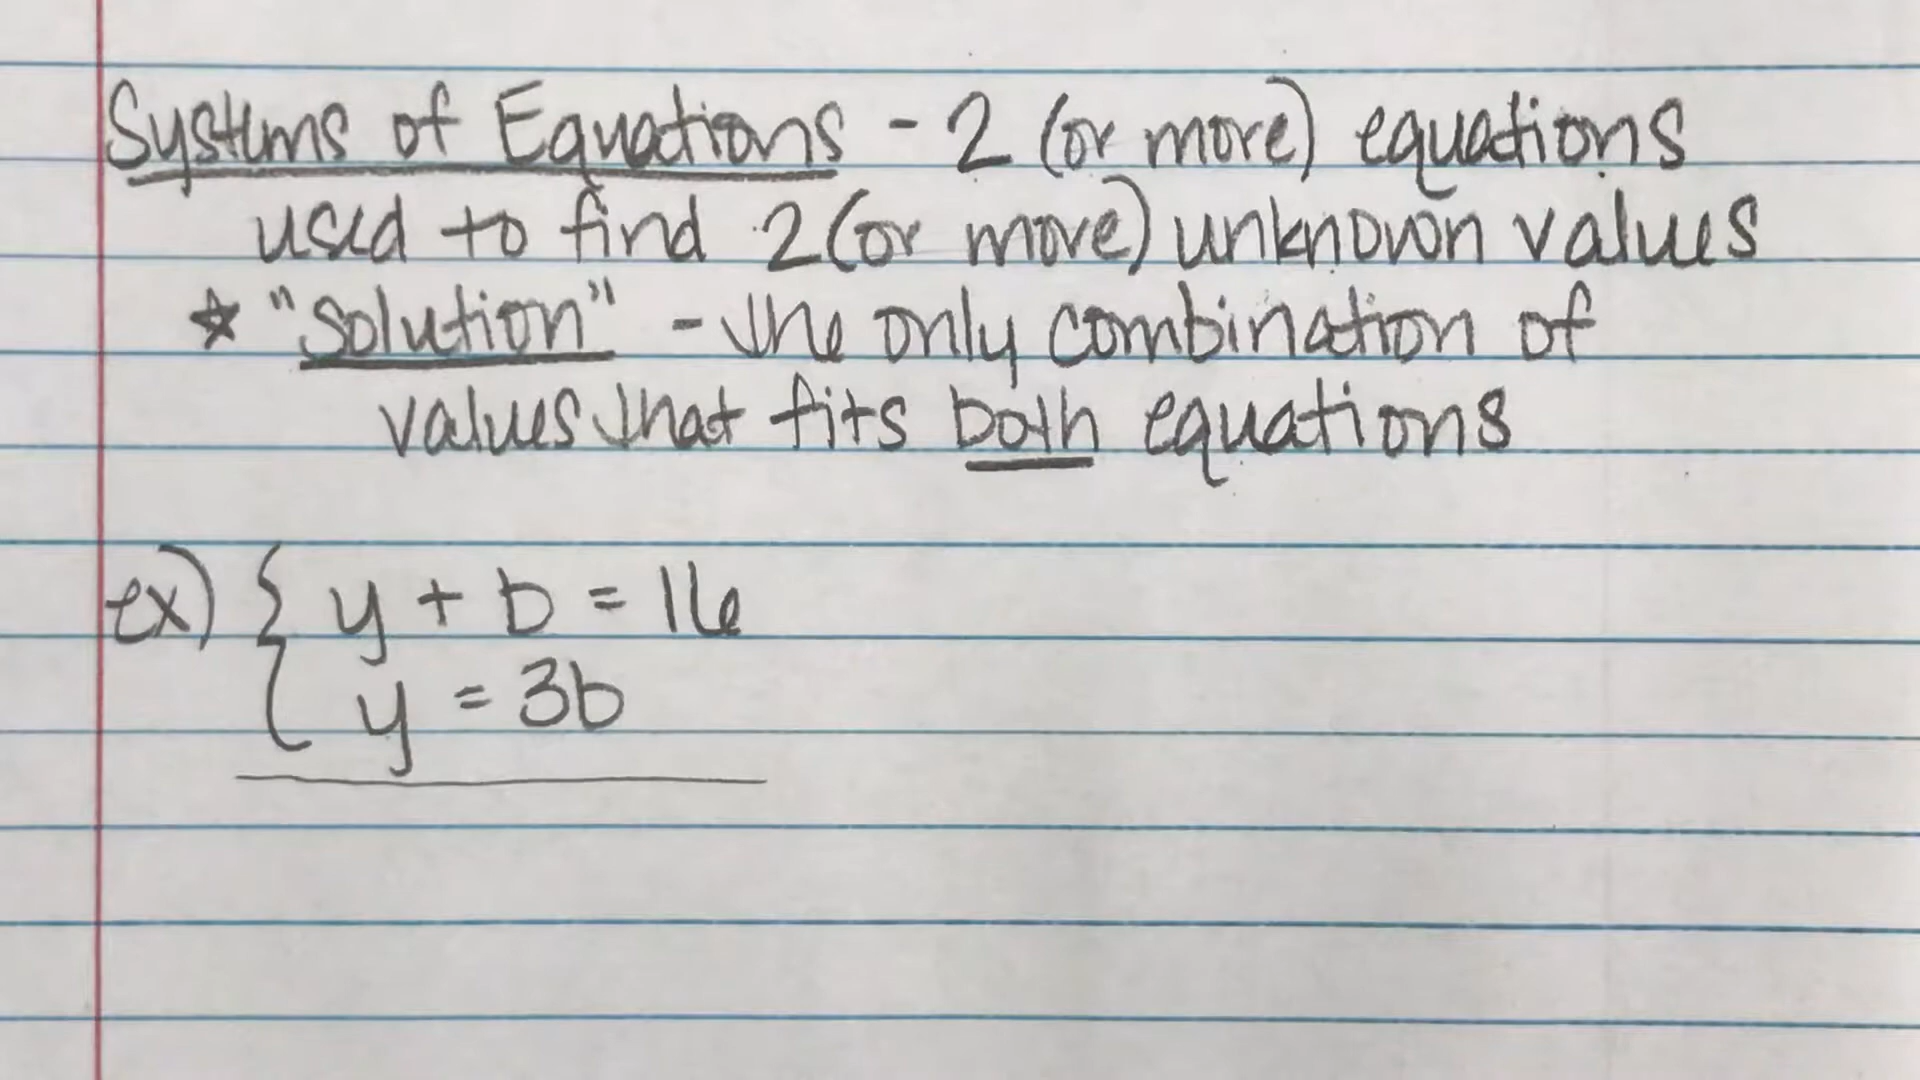 Systems of Equations - 2 (or more) equations
used to find 2 (or more) unknown values
☆ "solution" - the only combination of
values that fits both equations
ex) { y + b = 16
y = 3b